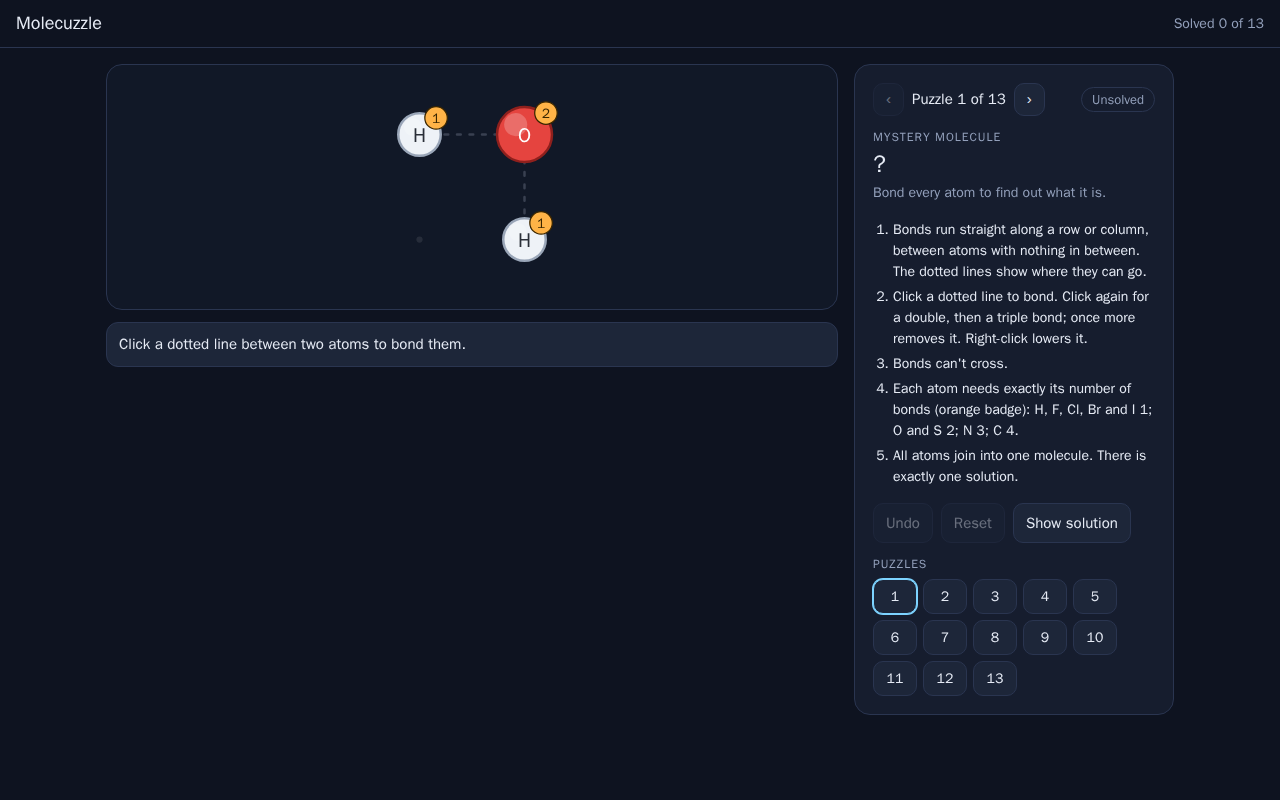 Molecuzzle
Solved 0 of 13
H 1
O 2
H 1
Click a dotted line between two atoms to bond them.
‹ Puzzle 1 of 13 › Unsolved
MYSTERY MOLECULE
?
Bond every atom to find out what it is.
1. Bonds run straight along a row or column,
between atoms with nothing in between.
The dotted lines show where they can go.
2. Click a dotted line to bond. Click again for
a double, then a triple bond; once more
removes it. Right-click lowers it.
3. Bonds can't cross.
4. Each atom needs exactly its number of
bonds (orange badge): H, F, Cl, Br and I 1;
O and S 2; N 3; C 4.
5. All atoms join into one molecule. There is
exactly one solution.
Undo Reset Show solution
PUZZLES
1 2 3 4 5
6 7 8 9 10
11 12 13